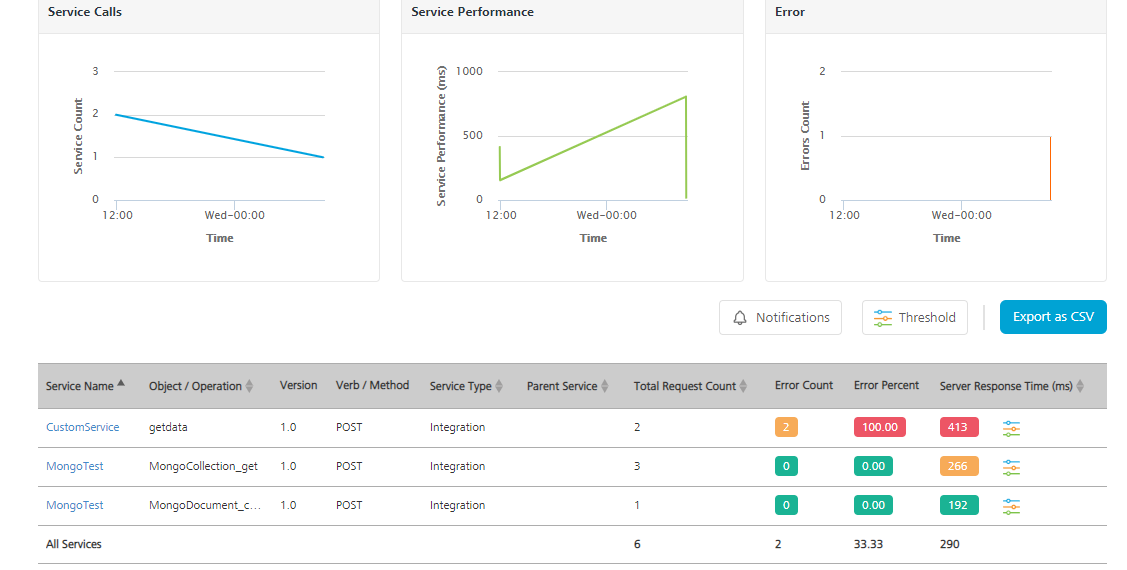 Service Calls
Service Performance
Error
Service Count
3
2
1
0
12:00 Wed-00:00
Time
Service Performance (ms)
1000
500
0
12:00 Wed-00:00
Time
Errors Count
2
1
0
12:00 Wed-00:00
Time
Notifications
Threshold
Export as CSV
Service Name Object / Operation Version Verb / Method Service Type Parent Service Total Request Count Error Count Error Percent Server Response Time (ms)
CustomService getdata 1.0 POST Integration 2 2 100.00 413
MongoTest MongoCollection_get 1.0 POST Integration 3 0 0.00 266
MongoTest MongoDocument_c... 1.0 POST Integration 1 0 0.00 192
All Services 6 2 33.33 290